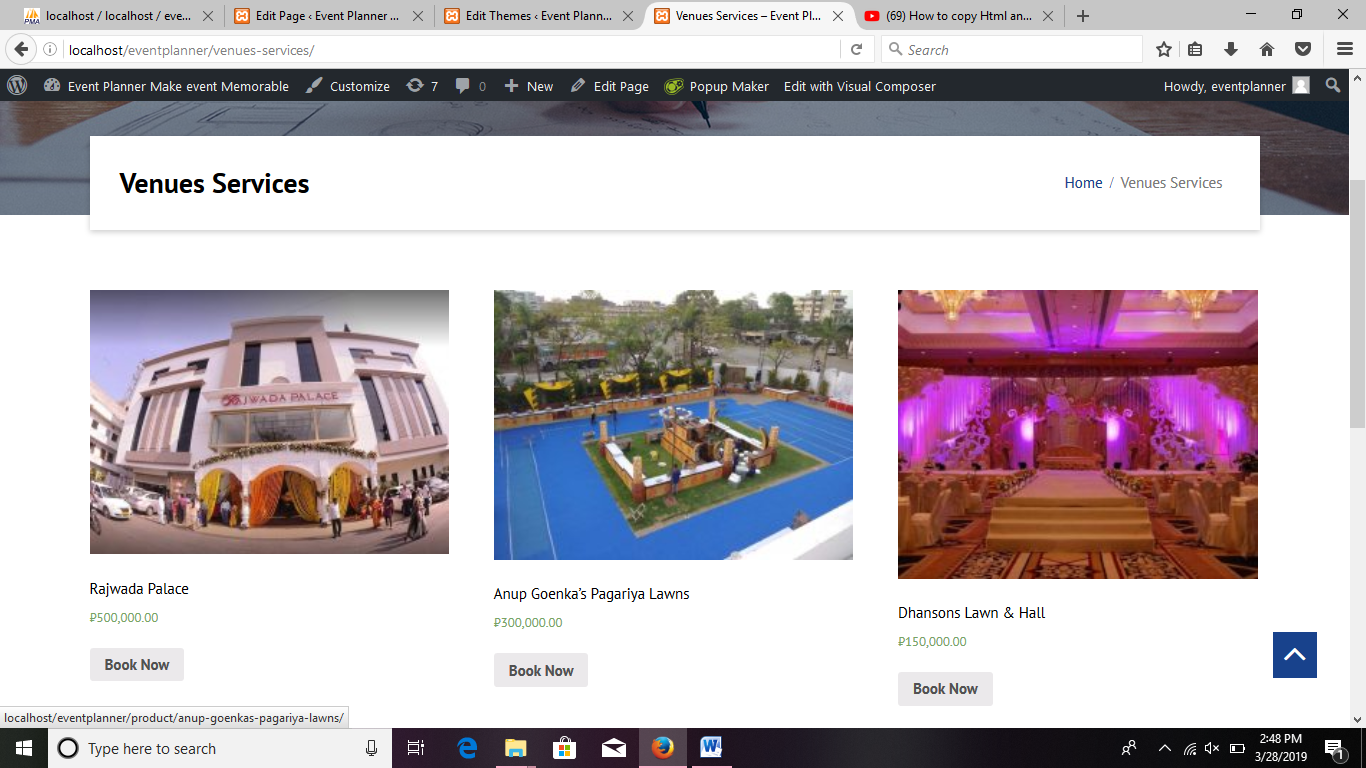 localhost / localhost / eve...
Edit Page ‹ Event Planner ...
Edit Themes ‹ Event Plann...
Venues Services – Event Pl...
(69) How to copy Html an...
localhost/eventplanner/venues-services/
Search
Event Planner Make event Memorable
Customize
7
0
New
Edit Page
Popup Maker
Edit with Visual Composer
Howdy, eventplanner
Venues Services
Home / Venues Services
RAJWADA PALACE
Rajwada Palace
₽500,000.00
Book Now
Anup Goenka’s Pagariya Lawns
₽300,000.00
Book Now
Dhansons Lawn & Hall
₽150,000.00
Book Now
localhost/eventplanner/product/anup-goenkas-pagariya-lawns/
Type here to search
2:48 PM
3/28/2019
1